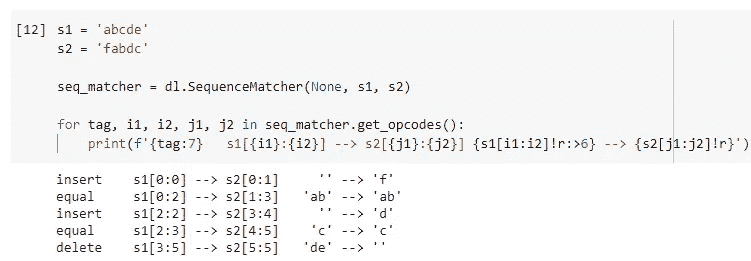 [12] s1 = 'abcde'
s2 = 'fabdc'
seq_matcher = dl.SequenceMatcher(None, s1, s2)
for tag, i1, i2, j1, j2 in seq_matcher.get_opcodes():
print(f'{tag:7}   s1[{i1}:{i2}] --> s2[{j1}:{j2}] {s1[i1:i2]!r:>6} --> {s2[j1:j2]!r}')
insert    s1[0:0] --> s2[0:1]     '' --> 'f'
equal     s1[0:2] --> s2[1:3]   'ab' --> 'ab'
insert    s1[2:2] --> s2[3:4]     '' --> 'd'
equal     s1[2:3] --> s2[4:5]    'c' --> 'c'
delete    s1[3:5] --> s2[5:5]   'de' --> ''